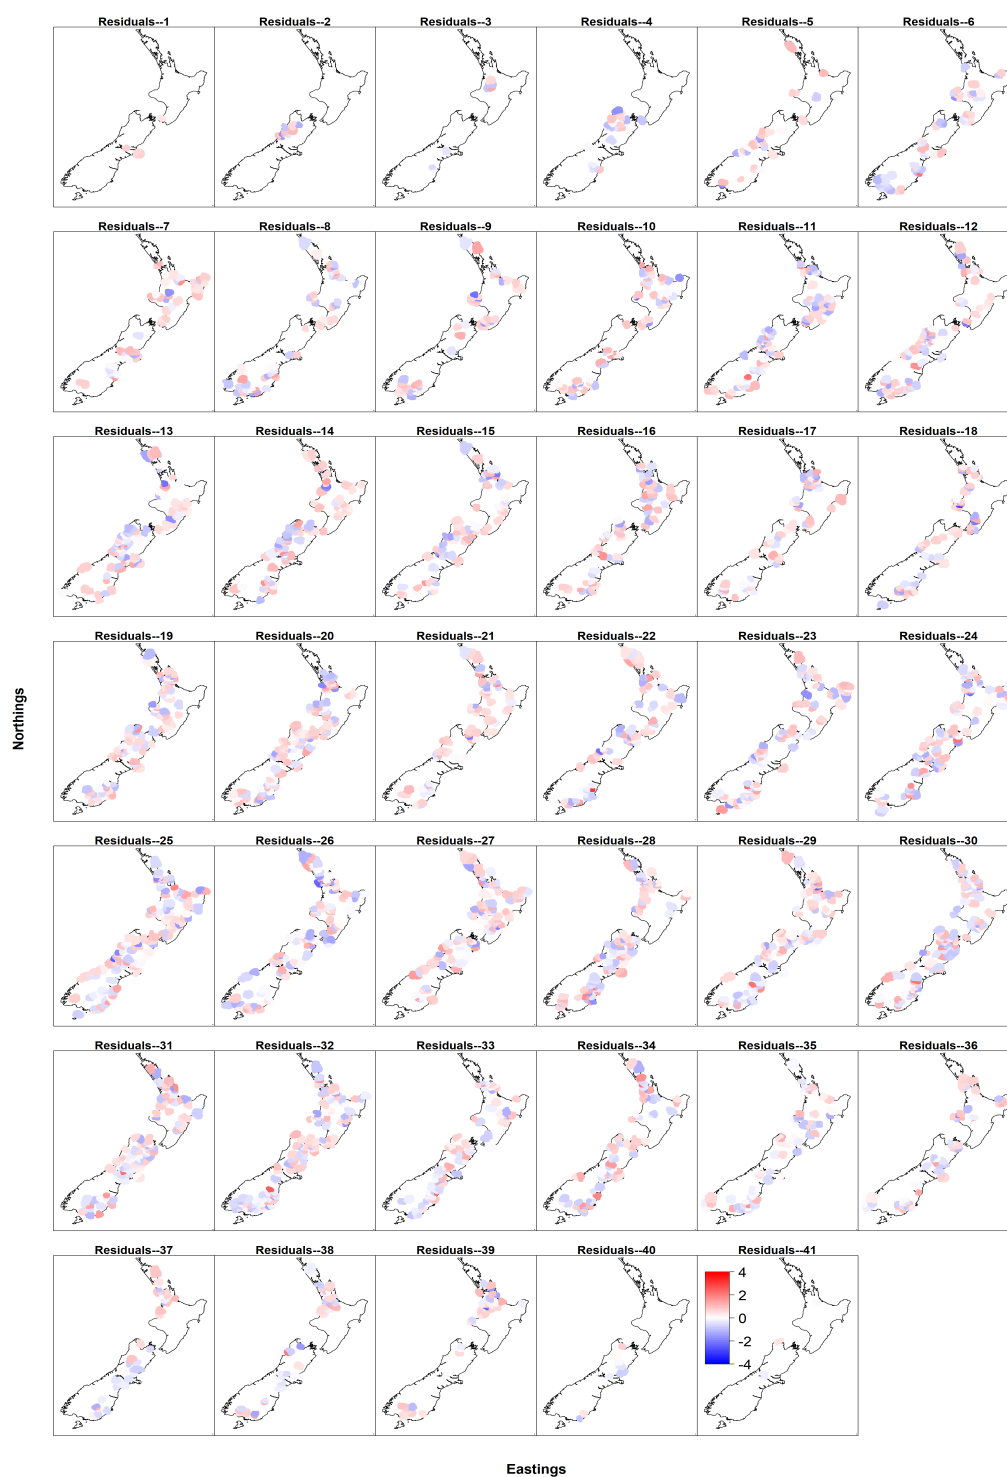 Residuals--1 Residuals--2 Residuals--3 Residuals--4 Residuals--5 Residuals--6
Residuals--7 Residuals--8 Residuals--9 Residuals--10 Residuals--11 Residuals--12
Residuals--13 Residuals--14 Residuals--15 Residuals--16 Residuals--17 Residuals--18
Residuals--19 Residuals--20 Residuals--21 Residuals--22 Residuals--23 Residuals--24
Northings
Residuals--25 Residuals--26 Residuals--27 Residuals--28 Residuals--29 Residuals--30
Residuals--31 Residuals--32 Residuals--33 Residuals--34 Residuals--35 Residuals--36
Residuals--37 Residuals--38 Residuals--39 Residuals--40 Residuals--41
4
2
0
-2
-4
Eastings